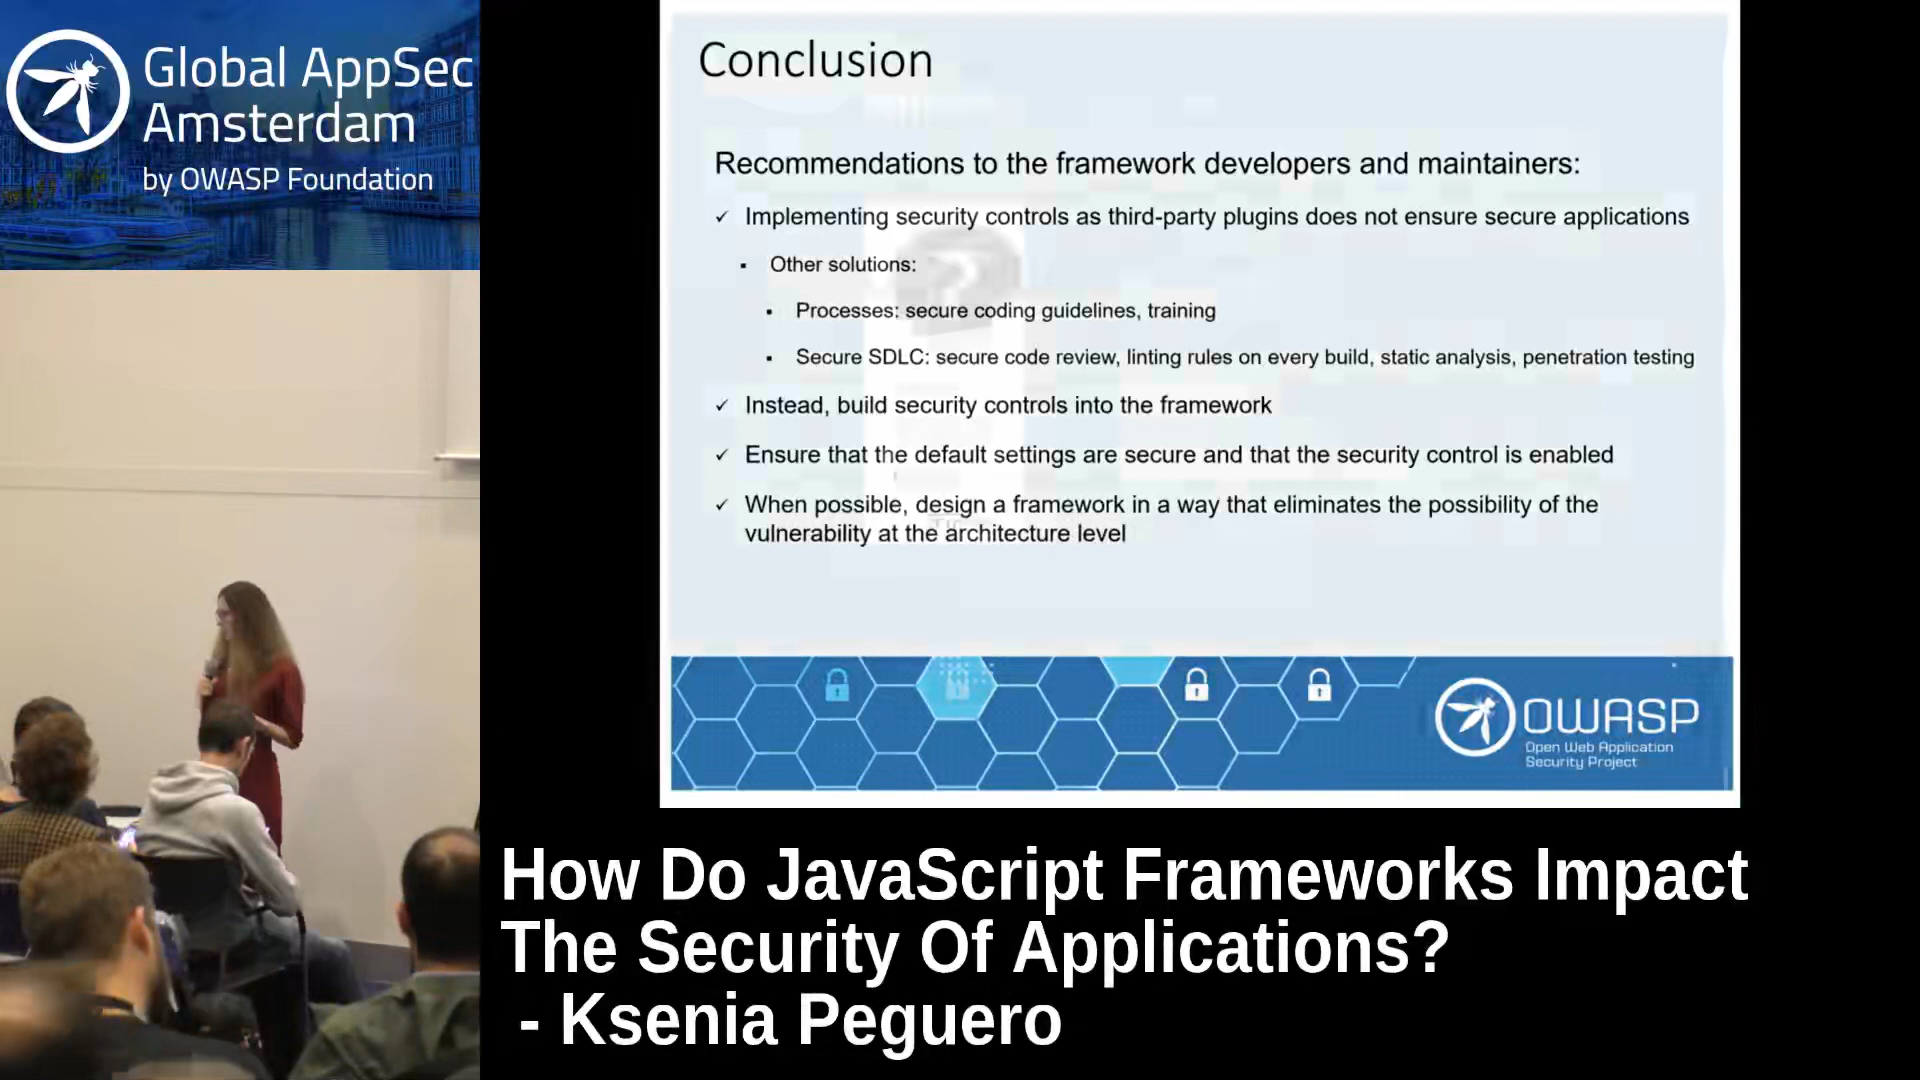 Global AppSec
Amsterdam
by OWASP Foundation
Conclusion
Recommendations to the framework developers and maintainers:
✓ Implementing security controls as third-party plugins does not ensure secure applications
▪ Other solutions:
▪ Processes: secure coding guidelines, training
▪ Secure SDLC: secure code review, linting rules on every build, static analysis, penetration testing
✓ Instead, build security controls into the framework
✓ Ensure that the default settings are secure and that the security control is enabled
✓ When possible, design a framework in a way that eliminates the possibility of the
vulnerability at the architecture level
OWASP
Open Web Application
Security Project
How Do JavaScript Frameworks Impact
The Security Of Applications?
- Ksenia Peguero